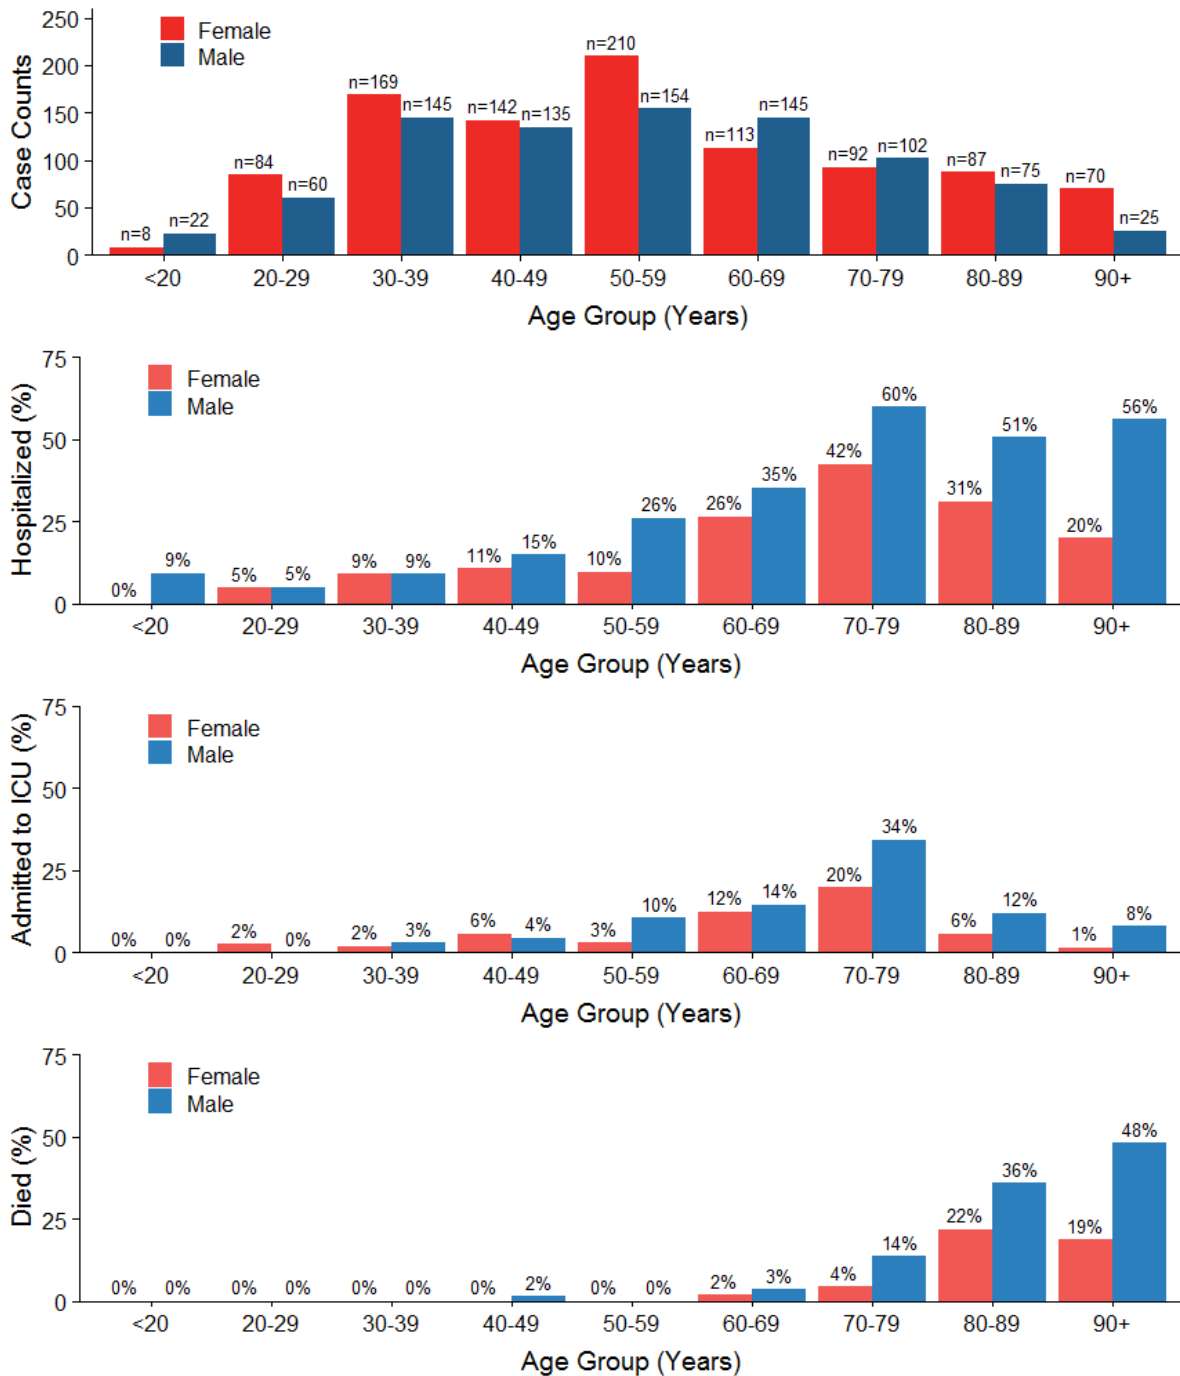 250
200
150
100
50
0
Case Counts
Female
Male
n=8
n=22
n=84
n=60
n=169
n=145
n=142
n=135
n=210
n=154
n=113
n=145
n=92
n=102
n=87
n=75
n=70
n=25
<20 20-29 30-39 40-49 50-59 60-69 70-79 80-89 90+
Age Group (Years)
75
50
25
0
Hospitalized (%)
Female
Male
0%
9%
5%
5%
9%
9%
11%
15%
10%
26%
26%
35%
42%
60%
31%
51%
20%
56%
<20 20-29 30-39 40-49 50-59 60-69 70-79 80-89 90+
Age Group (Years)
75
50
25
0
Admitted to ICU (%)
Female
Male
0%
0%
2%
0%
2%
3%
6%
4%
3%
10%
12%
14%
20%
34%
6%
12%
1%
8%
<20 20-29 30-39 40-49 50-59 60-69 70-79 80-89 90+
Age Group (Years)
75
50
25
0
Died (%)
Female
Male
0%
0%
0%
0%
0%
0%
0%
2%
0%
0%
2%
3%
4%
14%
22%
36%
19%
48%
<20 20-29 30-39 40-49 50-59 60-69 70-79 80-89 90+
Age Group (Years)